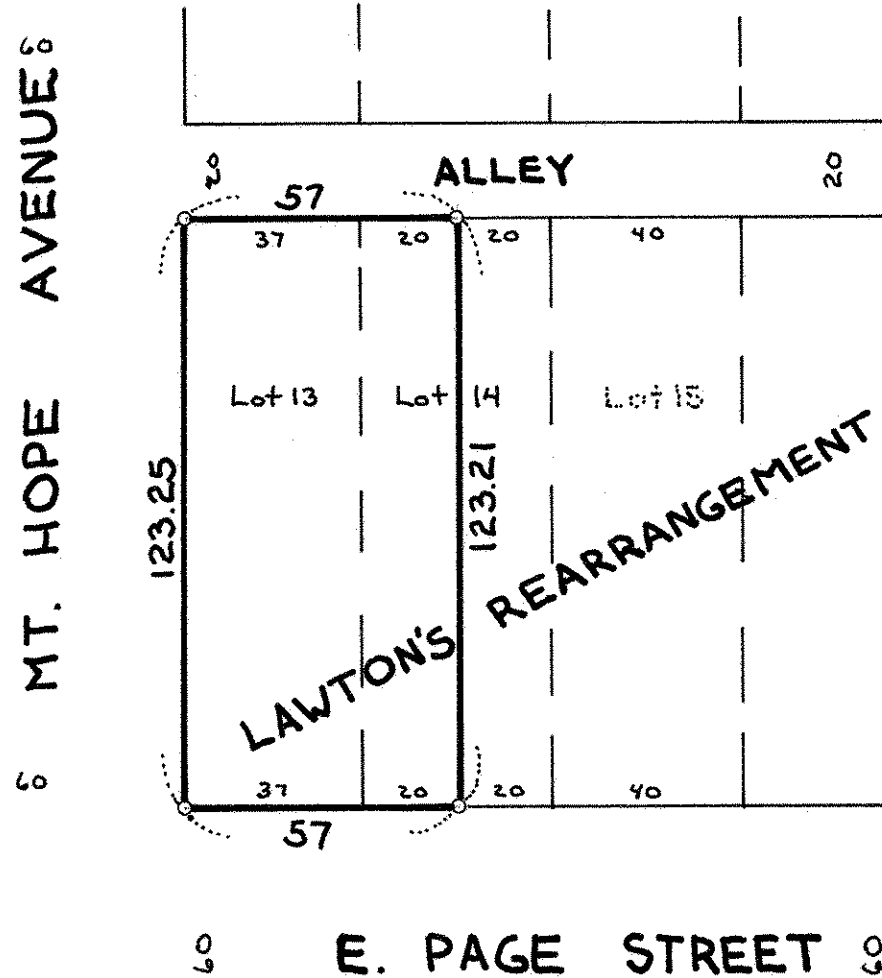 60
MT. HOPE AVENUE
60
20
ALLEY
20
57
37
20
20
40
Lot 13
Lot 14
Lot 15
123.25
123.21
LAWTON'S REARRANGEMENT
37
20
20
40
57
60
E. PAGE STREET
60